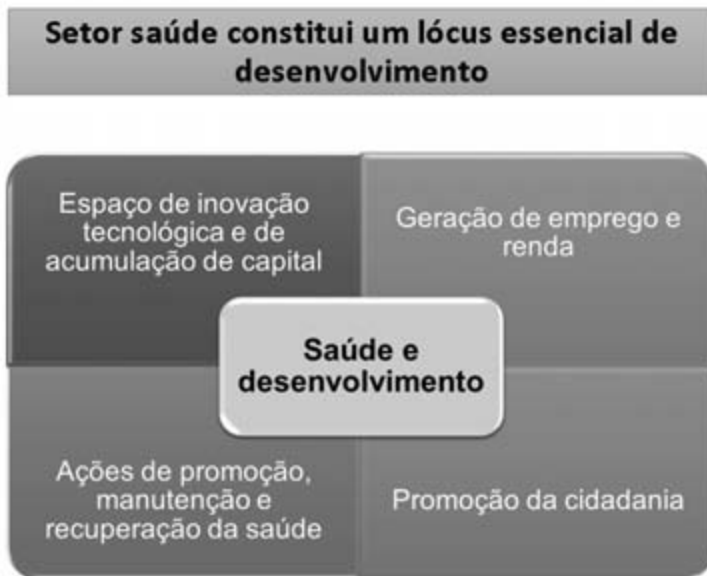 Setor saúde constitui um lócus essencial de
desenvolvimento
Espaço de inovação
tecnológica e de
acumulação de capital
Geração de emprego e
renda
Saúde e
desenvolvimento
Ações de promoção,
manutenção e
recuperação da saúde
Promoção da cidadania